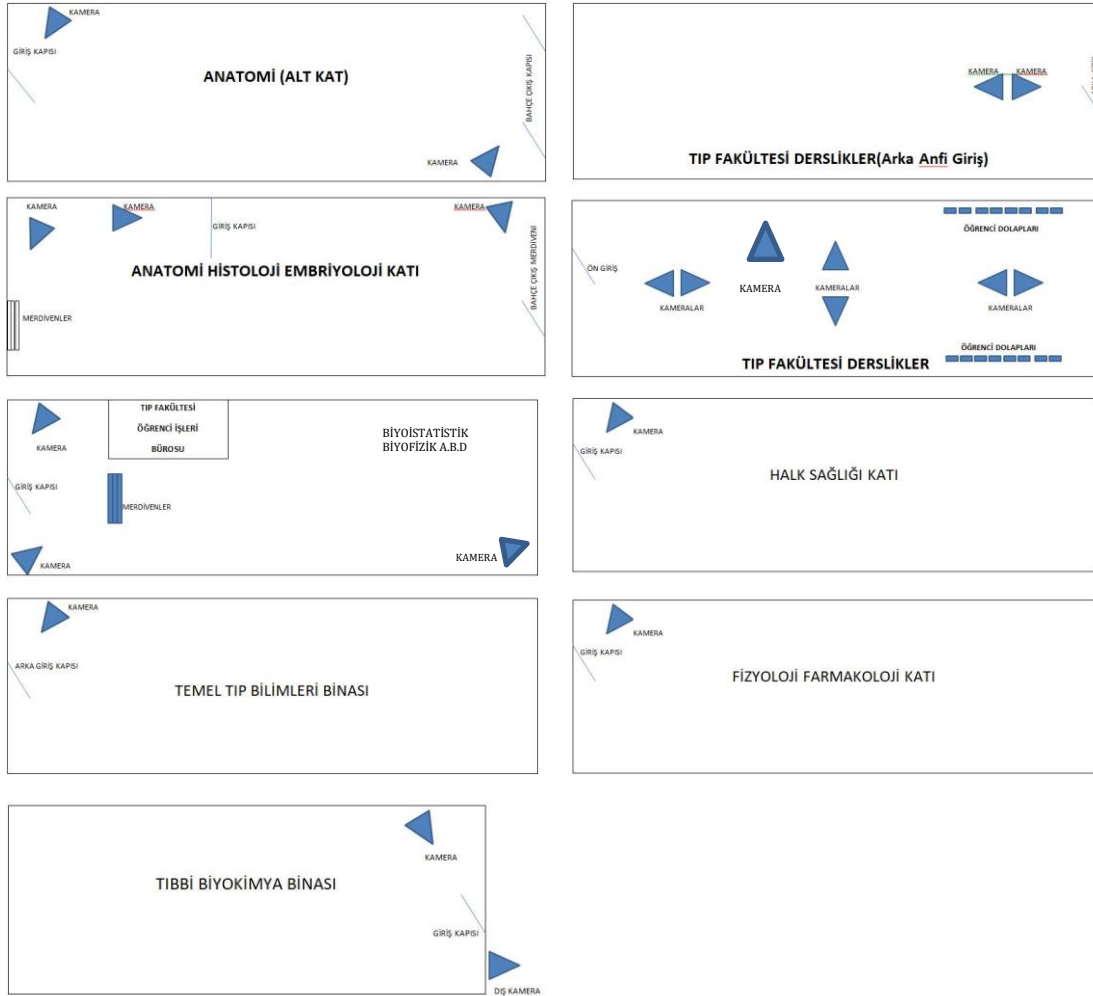 KAMERA
GİRİŞ KAPISI
ANATOMİ (ALT KAT)
BAHÇE ÇIKIŞ KAPISI
KAMERA
KAMERA KAMERA
TIP FAKÜLTESİ DERSLİKLER(Arka Anfi Giriş)
KAMERA
KAMERA
KAMERA
GİRİŞ KAPISI
ANATOMİ HİSTOLOJİ EMBRİYOLOJİ KATI
BAHÇE ÇIKIŞ MERDİVENİ
MERDİVENLER
ÖĞRENCİ DOLAPLARI
ÖN GİRİŞ
KAMERA
KAMERALAR
KAMERALAR
KAMERALAR
ÖĞRENCİ DOLAPLARI
TIP FAKÜLTESİ DERSLİKLER
TIP FAKÜLTESİ
ÖĞRENCİ İŞLERİ
BÜROSU
KAMERA
BİYOİSTATİSTİK
BİYOFİZİK A.B.D
GİRİŞ KAPISI
MERDİVENLER
KAMERA
KAMERA
KAMERA
GİRİŞ KAPISI
HALK SAĞLIĞI KATI
KAMERA
ARKA GİRİŞ KAPISI
TEMEL TIP BİLİMLERİ BİNASI
KAMERA
GİRİŞ KAPISI
FİZYOLOJİ FARMAKOLOJİ KATI
KAMERA
TIBBİ BİYOKİMYA BİNASI
GİRİŞ KAPISI
DIŞ KAMERA